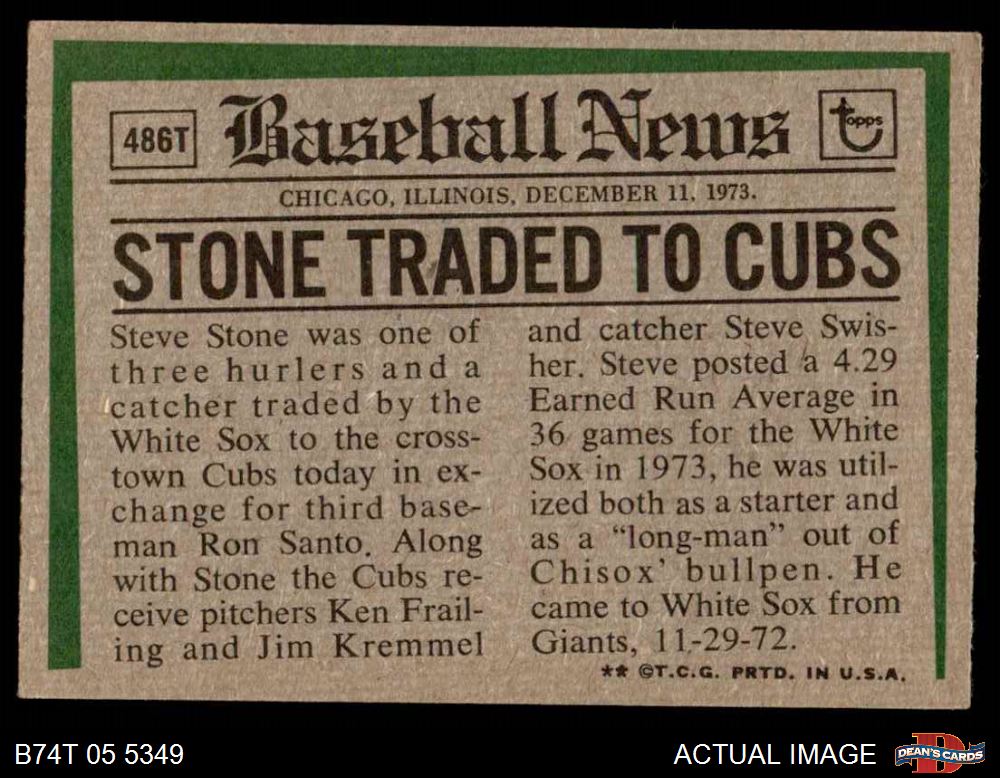 486T
Baseball News
Topps
CHICAGO, ILLINOIS, DECEMBER 11, 1973.
STONE TRADED TO CUBS
Steve Stone was one of
three hurlers and a
catcher traded by the
White Sox to the cross-
town Cubs today in ex-
change for third base-
man Ron Santo. Along
with Stone the Cubs re-
ceive pitchers Ken Frail-
ing and Jim Kremmel
and catcher Steve Swis-
her. Steve posted a 4.29
Earned Run Average in
36 games for the White
Sox in 1973, he was util-
ized both as a starter and
as a “long-man” out of
Chisox' bullpen. He
came to White Sox from
Giants, 11-29-72.
** ©T.C.G. PRTD. IN U.S.A.
B74T 05 5349
ACTUAL IMAGE
DEAN'S CARDS